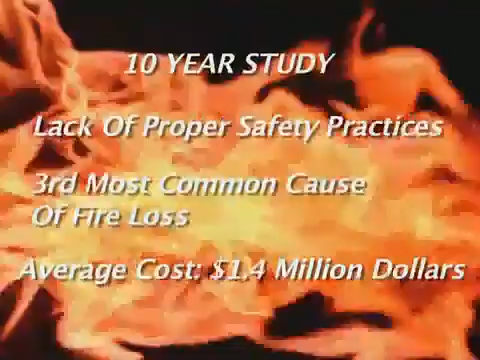 10 YEAR STUDY
Lack Of Proper Safety Practices
3rd Most Common Cause
Of Fire Loss
Average Cost: $1.4 Million Dollars